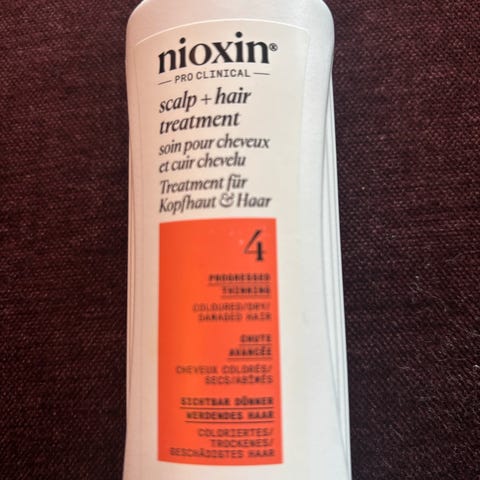 nioxin®
PRO CLINICAL
scalp + hair
treatment
soin pour cheveux
et cuir chevelu
Treatment für
Kopfhaut & Haar
4
PROGRESSED
THINNING
COLOURED/DRY/
DAMAGED HAIR
CHUTE
AVANCÉE
CHEVEUX COLORÉS/
SECS/ABÎMÉS
SICHTBAR DÜNNER
WERDENDES HAAR
COLORIERTES/
TROCKENES/
GESCHÄDIGTES HAAR